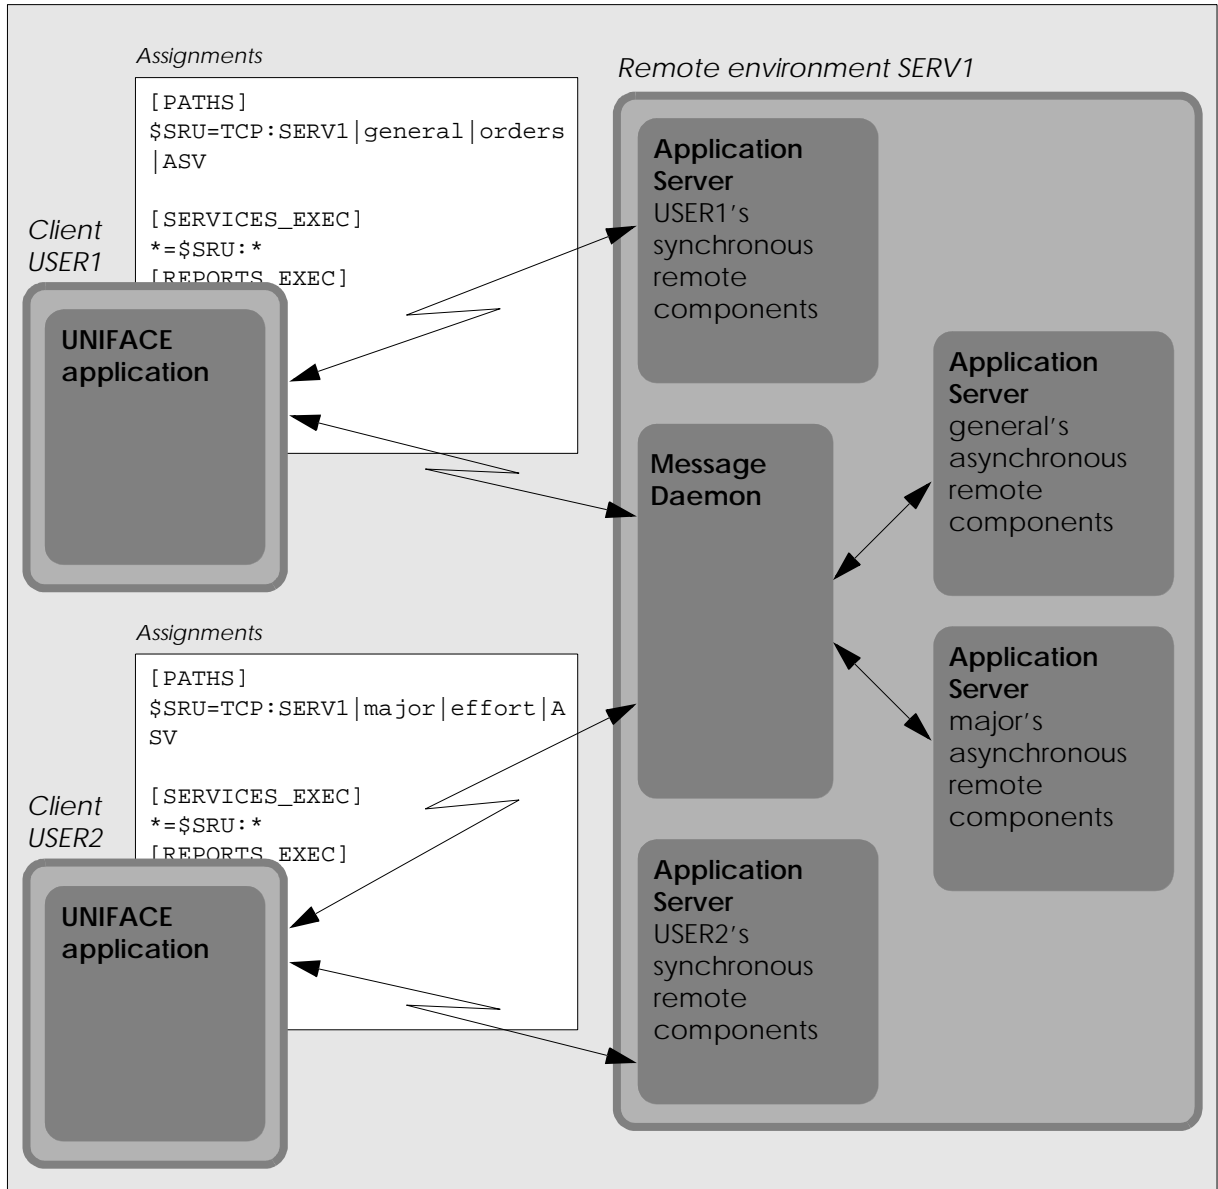 Assignments
[PATHS]
$SRU=TCP:SERV1|general|orders
|ASV
[SERVICES_EXEC]
*=$SRU:*
[REPORTS_EXEC]
Client
USER1
UNIFACE
application
Remote environment SERV1
Application
Server
USER1's
synchronous
remote
components
Message
Daemon
Application
Server
general's
asynchronous
remote
components
Application
Server
major's
asynchronous
remote
components
Assignments
[PATHS]
$SRU=TCP:SERV1|major|effort|A
SV
[SERVICES_EXEC]
*=$SRU:*
[REPORTS_EXEC]
Client
USER2
UNIFACE
application
Application
Server
USER2's
synchronous
remote
components